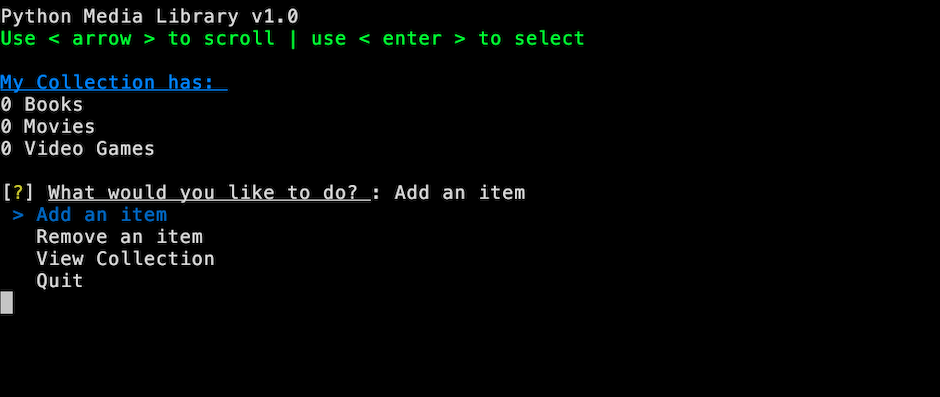 Python Media Library v1.0
Use < arrow > to scroll | use < enter > to select
My Collection has:
0 Books
0 Movies
0 Video Games
[?] What would you like to do? : Add an item
> Add an item
Remove an item
View Collection
Quit